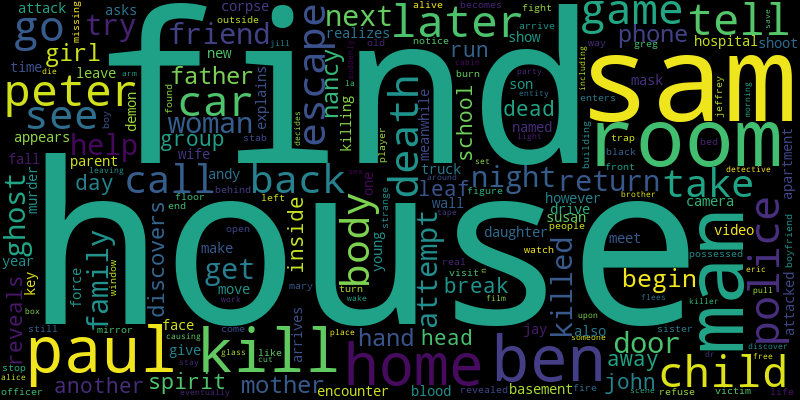 attack
corpse
alive
becomes
fight
outside
missing
asks
try
go
girl
friend
time
die
arm
new
jill
leave
father
peter
car
see
woman
found
explains
demon
boy
help
group
appears
wife
stab
fall
parent
andy
day
call
back
behind
escape
next
later
realizes
run
show
arrive
notice
old
son
burn
la
nancy
killing
cabin
party
entity
dead
named
light
school
player
set
meanwhile
death
find
game
tell
phone
hospital
shoot
way
greg
save
mask
including
enters
jeffrey
morning
sam
room
trap
bed
detective
building
black
front
brother
apartment
night
return
take
truck
leaf
wall
figure
however
drive
strange
susan
people
camera
ghost
murder
year
key
box
window
family
force
discovers
floor
end
left
one
young
body
inside
open
make
get
move
mary
turn
work
wake
house
attempt
tape
daughter
watch
real
visit
film
break
killed
meet
man
video
possessed
police
boyfriend
attacked
eric
pull
killer
begin
upon
flees
sister
reveals
still
mirror
face
causing
come
place
jay
also
door
someone
discover
stop
alice
officer
paul
give
stay
glass
cut
like
kill
arrives
hand
head
ben
away
john
dr
free
child
another
spirit
mother
eventually
home
encounter
blood
revealed
basement
fire
scene
refuse
victim
life